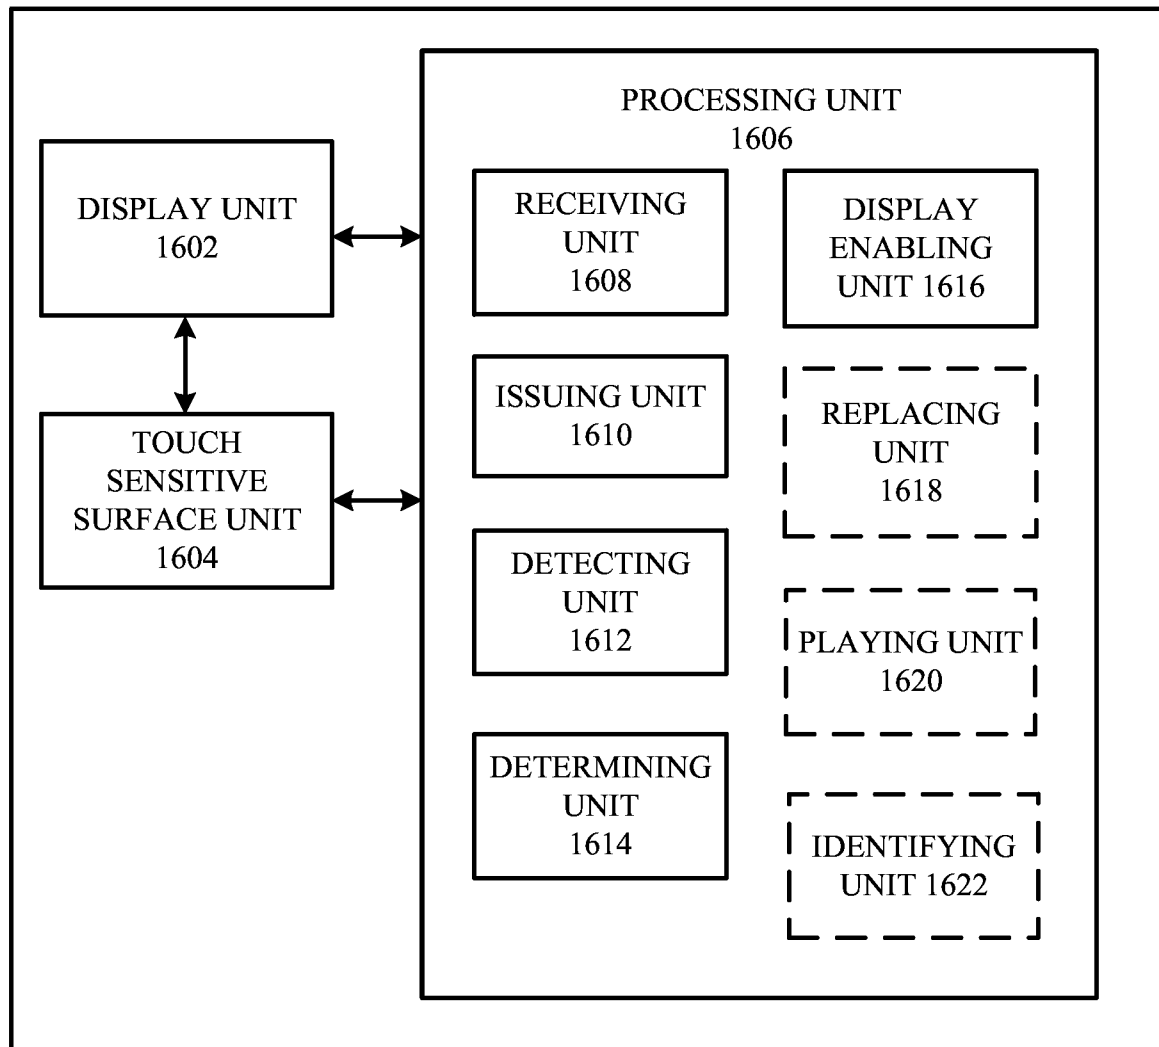 PROCESSING UNIT
1606
DISPLAY UNIT
1602
TOUCH
SENSITIVE
SURFACE UNIT
1604
RECEIVING
UNIT
1608
ISSUING UNIT
1610
DETECTING
UNIT
1612
DETERMINING
UNIT
1614
DISPLAY
ENABLING
UNIT 1616
REPLACING
UNIT
1618
PLAYING UNIT
1620
IDENTIFYING
UNIT 1622